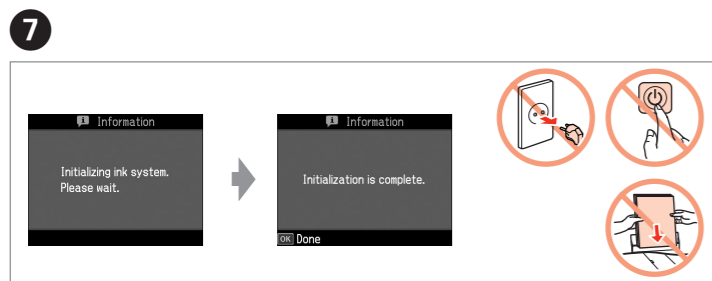 7
Information
Initializing ink system.
Please wait.
Information
Initialization is complete.
OK Done